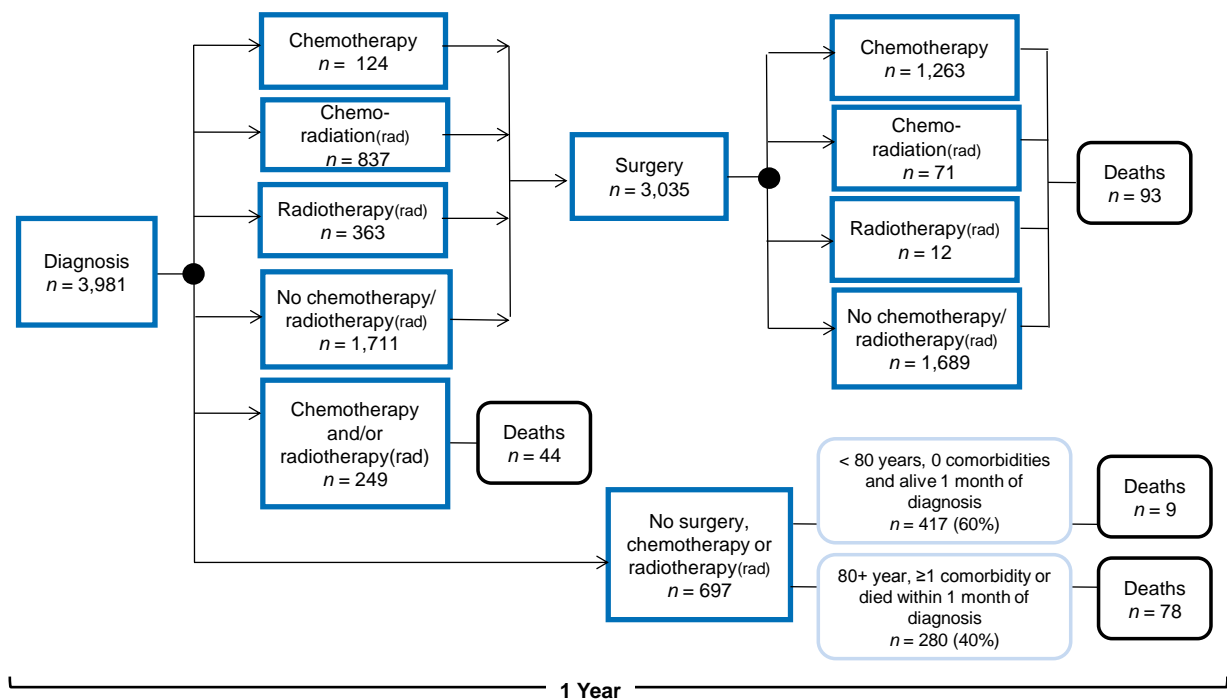 Diagnosis
n = 3,981
Chemotherapy
n = 124
Chemo-
radiation(rad)
n = 837
Radiotherapy(rad)
n = 363
No chemotherapy/
radiotherapy(rad)
n = 1,711
Chemotherapy
and/or
radiotherapy(rad)
n = 249
Deaths
n = 44
Surgery
n = 3,035
Chemotherapy
n = 1,263
Chemo-
radiation(rad)
n = 71
Radiotherapy(rad)
n = 12
No chemotherapy/
radiotherapy(rad)
n = 1,689
Deaths
n = 93
No surgery,
chemotherapy or
radiotherapy(rad)
n = 697
< 80 years, 0 comorbidities
and alive 1 month of
diagnosis
n = 417 (60%)
Deaths
n = 9
80+ year, ≥1 comorbidity or
died within 1 month of
diagnosis
n = 280 (40%)
Deaths
n = 78
1 Year